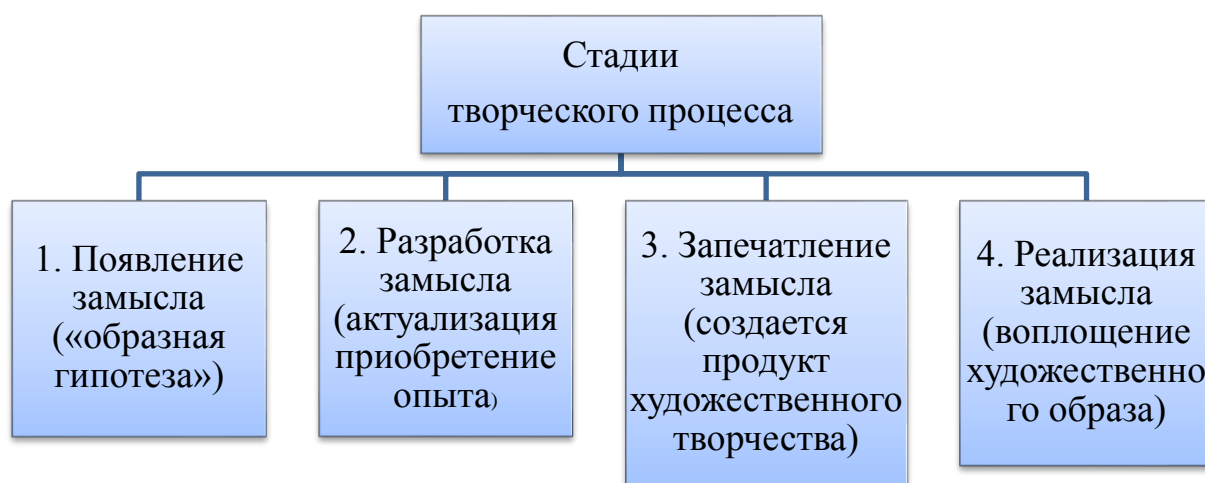 Стадии
творческого процесса
1. Появление
замысла
(«образная
гипотеза»)
2. Разработка
замысла
(актуализация
приобретение
опыта)
3. Запечатление
замысла
(создается
продукт
художественного
творчества)
4. Реализация
замысла
(воплощение
художественно
го образа)